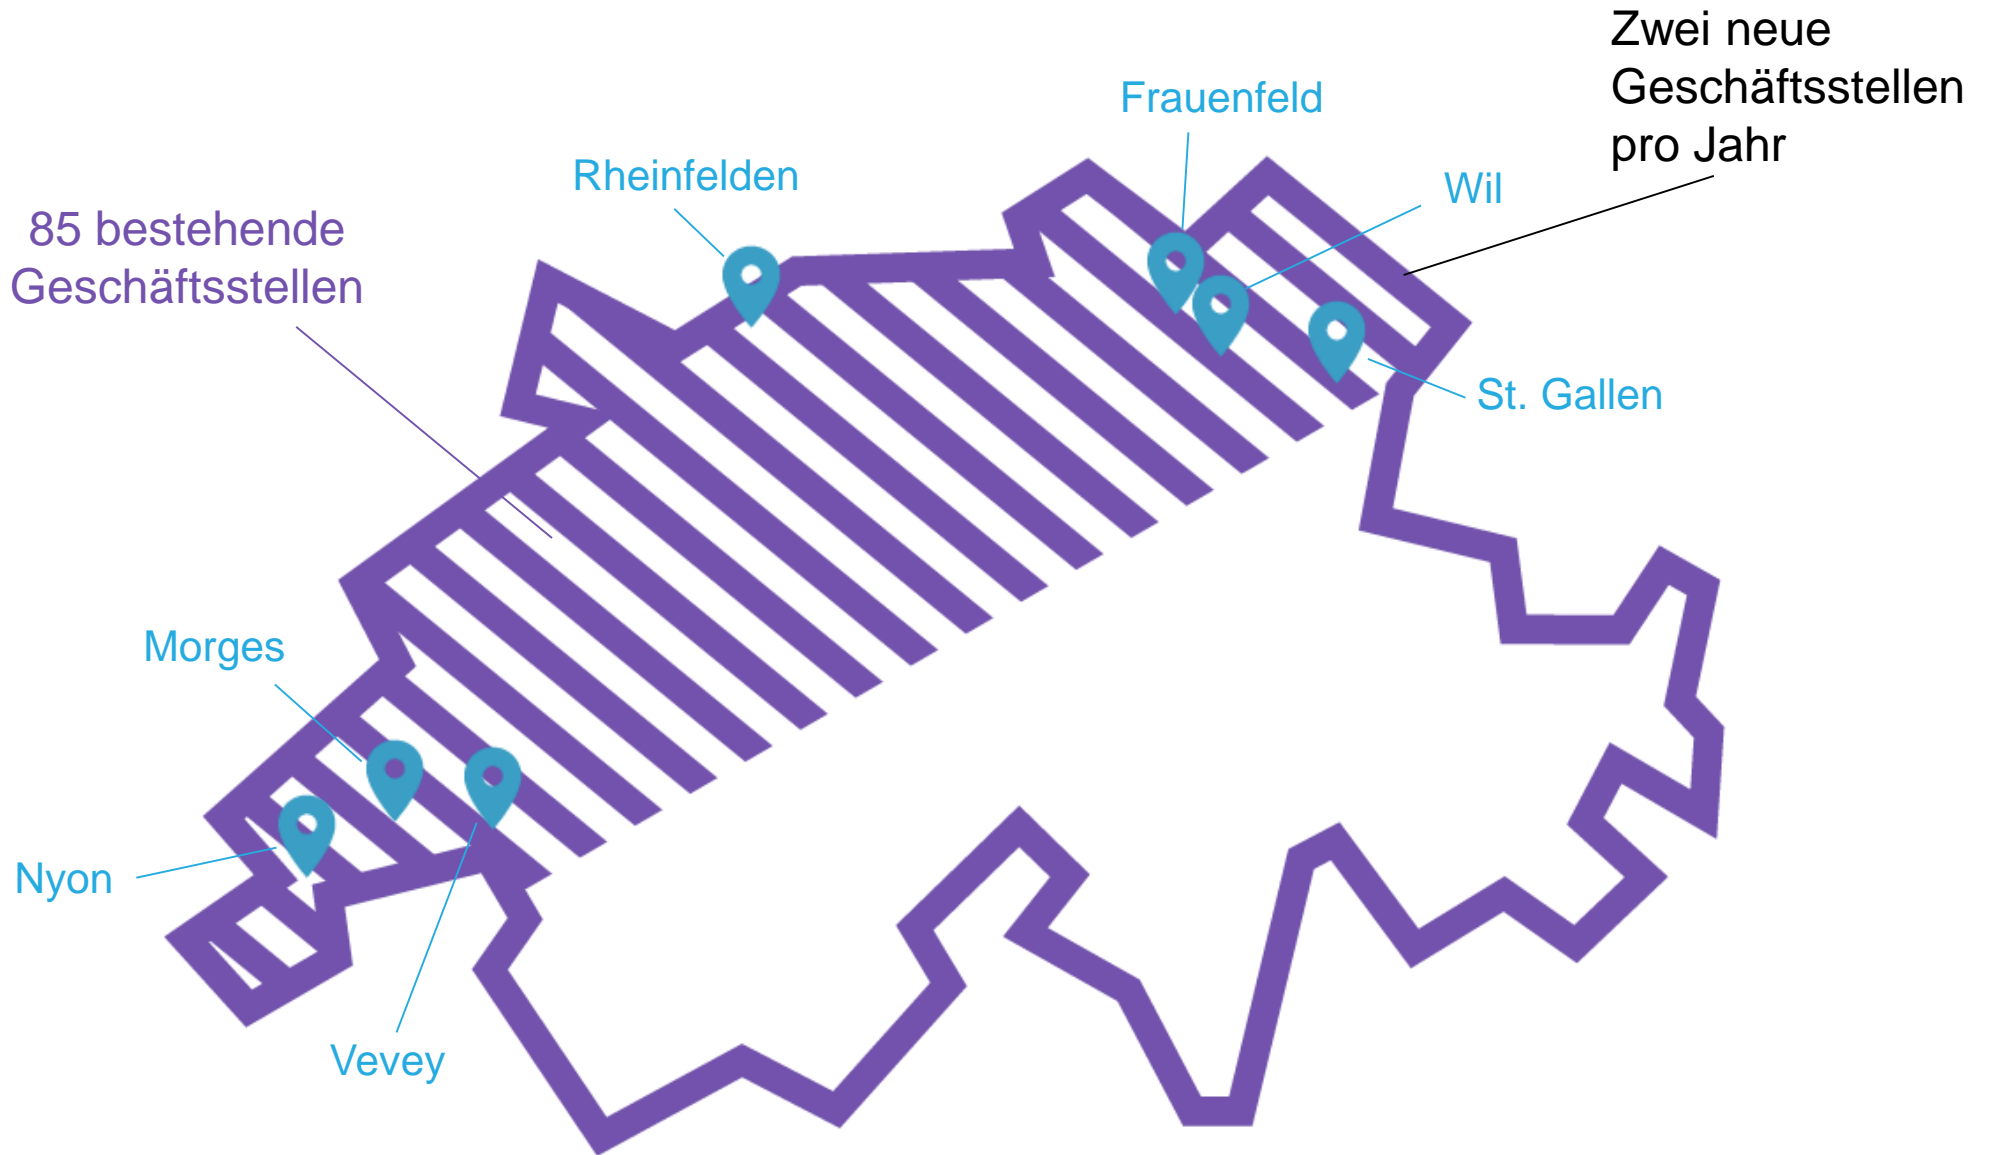 Zwei neue
Geschäftsstellen
pro Jahr
Frauenfeld
Rheinfelden
Wil
85 bestehende
Geschäftsstellen
St. Gallen
Morges
Nyon
Vevey